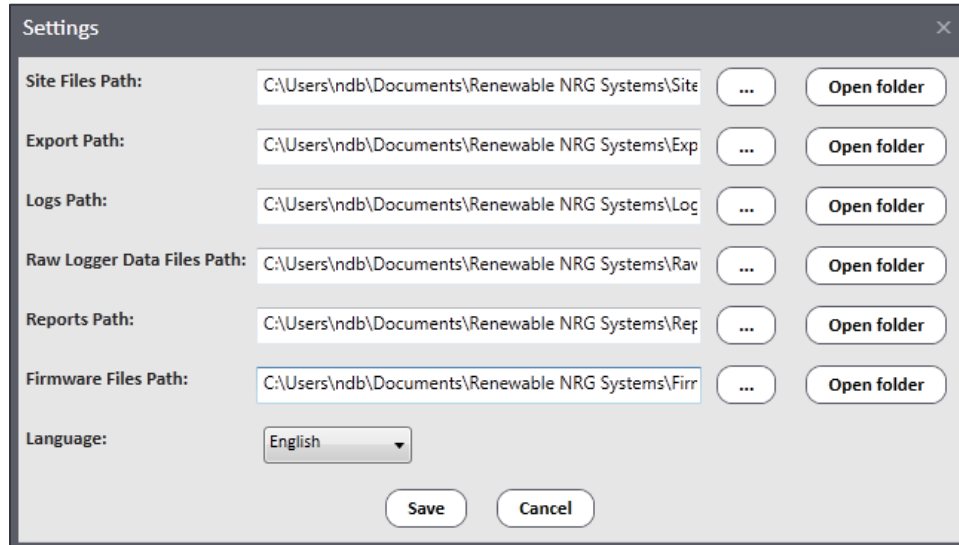 Settings
Site Files Path: C:\Users\ndb\Documents\Renewable NRG Systems\Site ... Open folder
Export Path: C:\Users\ndb\Documents\Renewable NRG Systems\Exp ... Open folder
Logs Path: C:\Users\ndb\Documents\Renewable NRG Systems\Log ... Open folder
Raw Logger Data Files Path: C:\Users\ndb\Documents\Renewable NRG Systems\Raw ... Open folder
Reports Path: C:\Users\ndb\Documents\Renewable NRG Systems\Rep ... Open folder
Firmware Files Path: C:\Users\ndb\Documents\Renewable NRG Systems\Firm ... Open folder
Language: English
Save Cancel